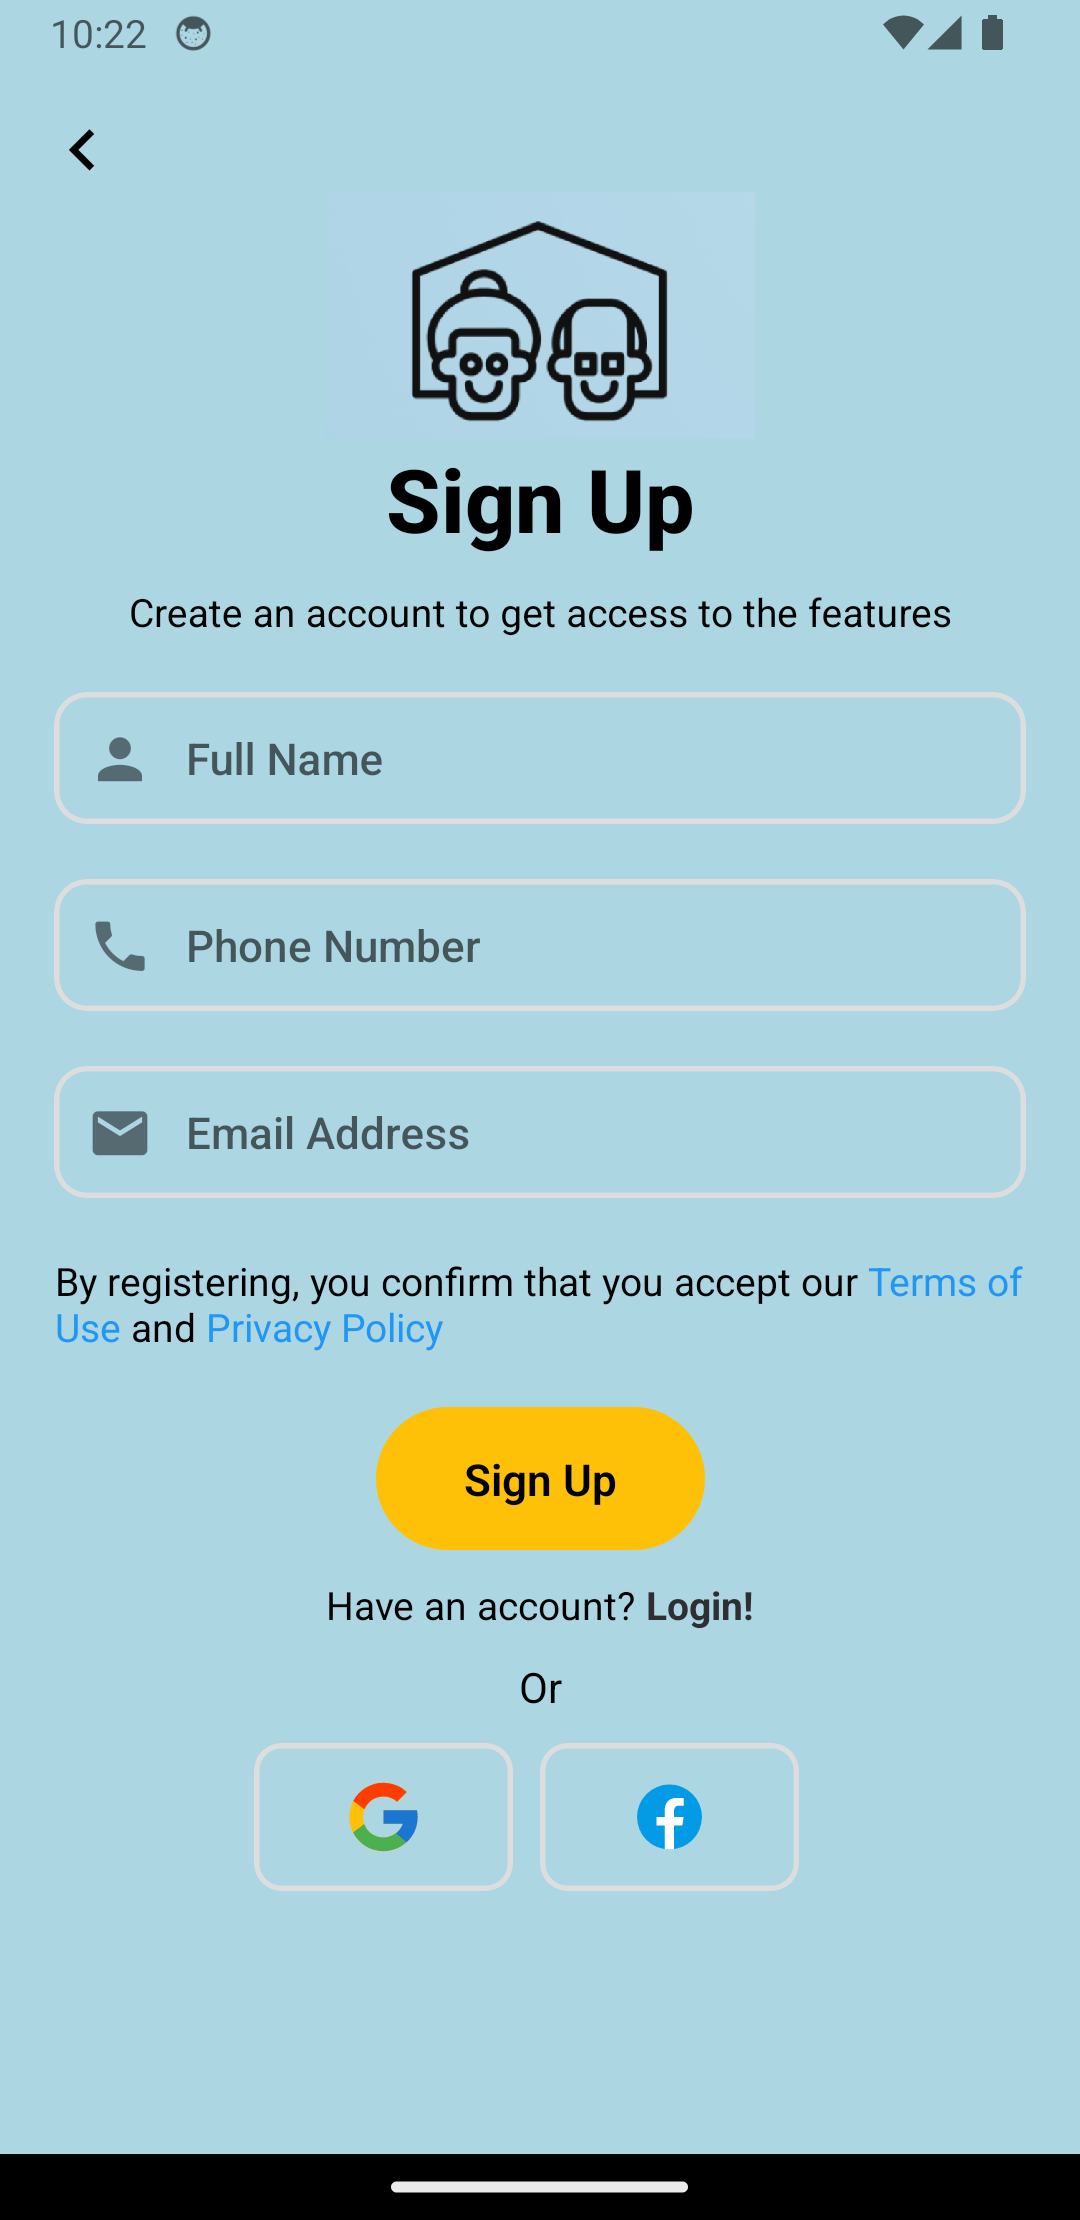 10:22
Sign Up
Create an account to get access to the features
Full Name
Phone Number
Email Address
By registering, you confirm that you accept our Terms of
Use and Privacy Policy
Sign Up
Have an account? Login!
Or